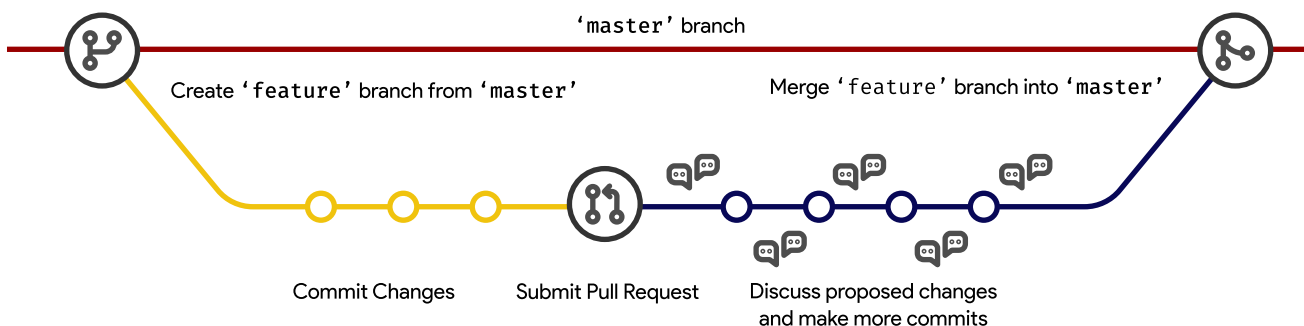 ‘master’ branch
Create ‘feature’ branch from ‘master’
Merge ‘feature’ branch into ‘master’
Commit Changes
Submit Pull Request
Discuss proposed changes
and make more commits